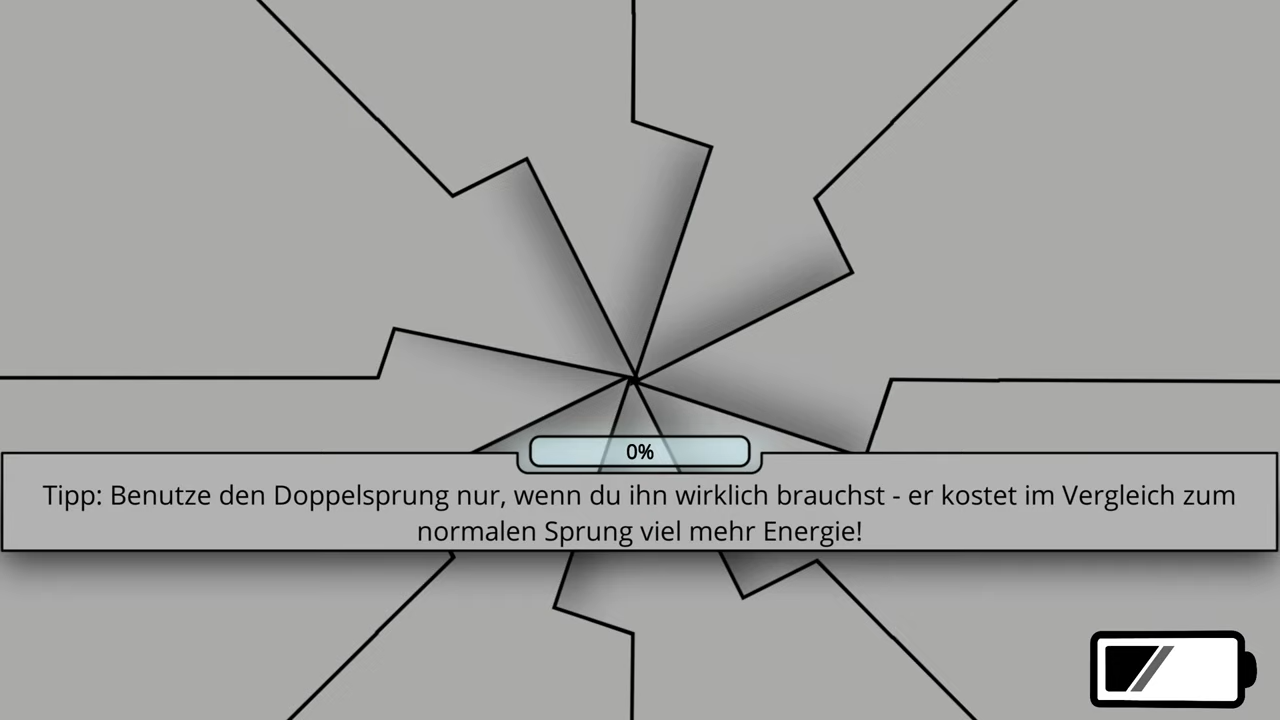 0%
Tipp: Benutze den Doppelsprung nur, wenn du ihn wirklich brauchst - er kostet im Vergleich zum
normalen Sprung viel mehr Energie!